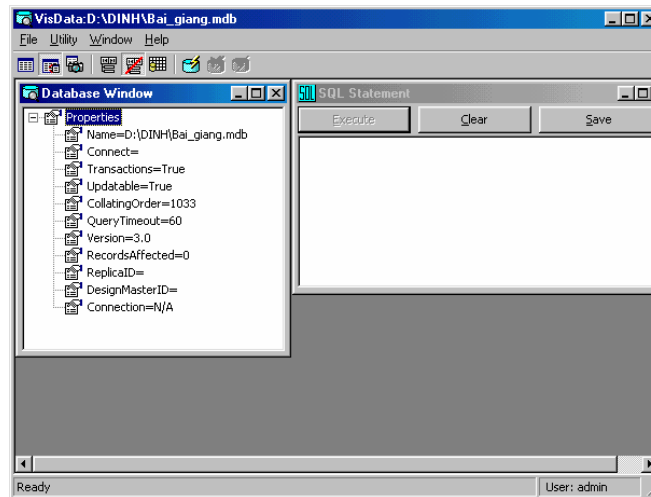 VisData:D:\DINH\Bai_giang.mdb
File Utility Window Help
Database Window
Properties
Name=D:\DINH\Bai_giang.mdb
Connect=
Transactions=True
Updatable=True
CollatingOrder=1033
QueryTimeout=60
Version=3.0
RecordsAffected=0
ReplicaID=
DesignMasterID=
Connection=N/A
SQL SQL Statement
Execute Clear Save
Ready User: admin